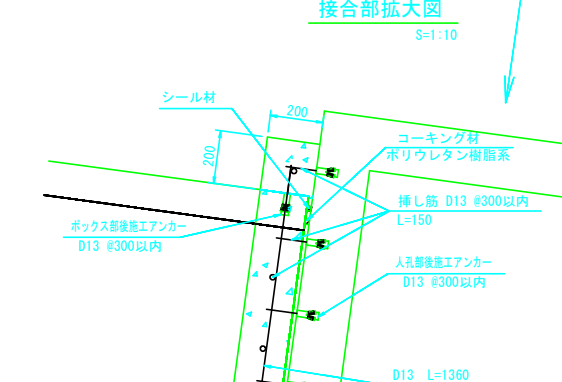 接合部拡大図
S=1:10
シール材
200
200
コーキング材
ポリウレタン樹脂系
挿し筋 D13 @300以内
L=150
ボックス部後施工アンカー
D13 @300以内
人孔部後施工アンカー
D13 @300以内
D13 L=1360